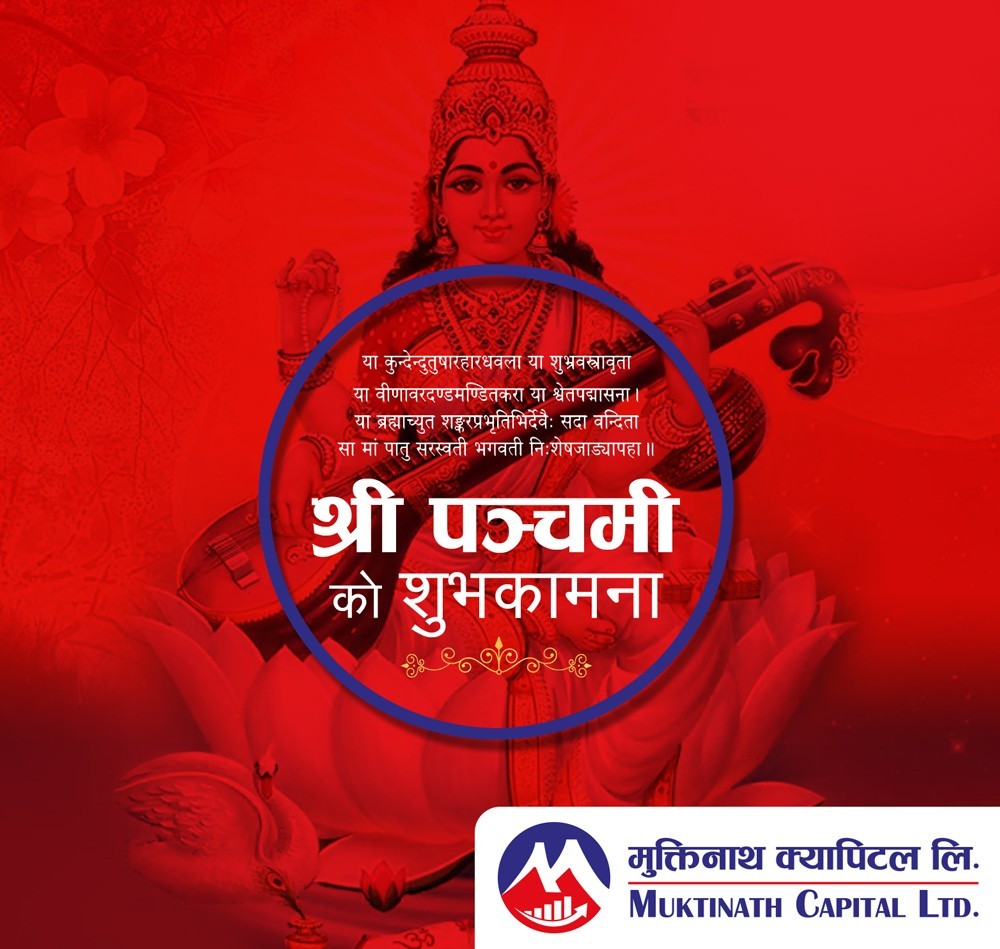 या कुन्देन्दुतुषारहारधवला या शुभ्रवस्त्रावृता
या वीणावरदण्डमण्डितकरा या श्वेतपद्मासना।
या ब्रह्माच्युत शङ्करप्रभृतिभिर्देवैः सदा वन्दिता
सा मां पातु सरस्वती भगवती निःशेषजाड्यापहा॥
श्री पञ्चमी
को शुभकामना
मुक्तिनाथ क्यापिटल लि.
MUKTINATH CAPITAL LTD.